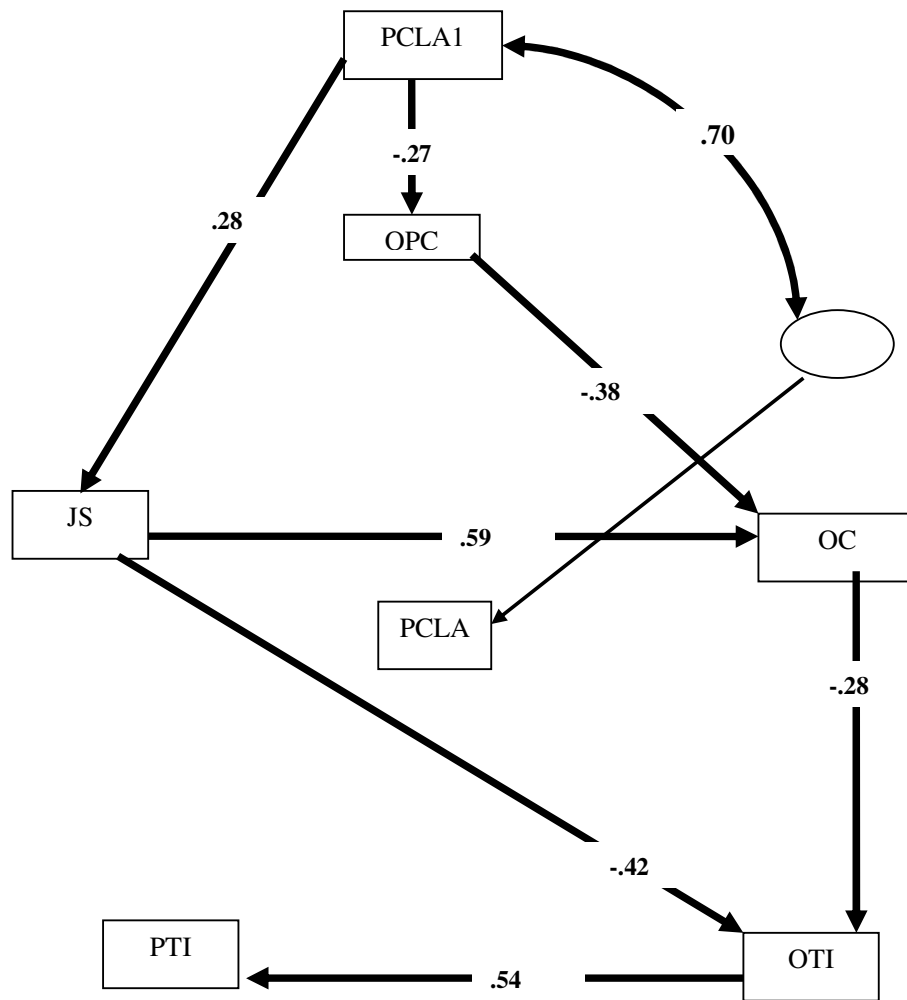 PCLA1
.70
-.27
.28
OPC
-.38
JS
.59
OC
PCLA
-.28
-.42
PTI
OTI
.54